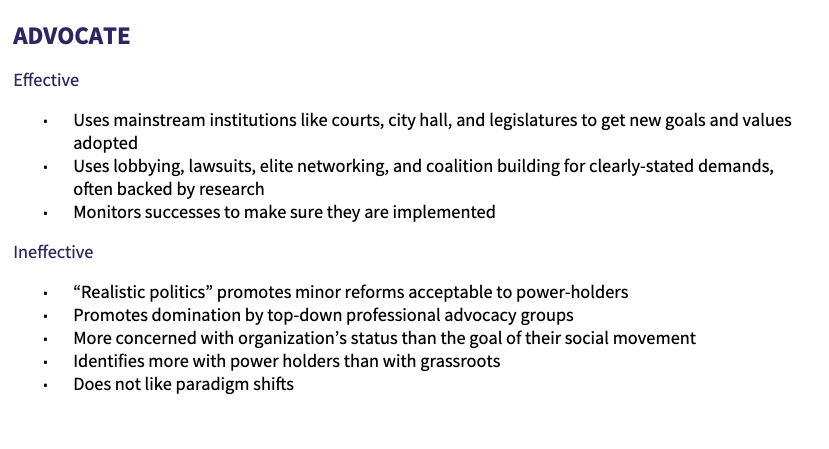 ADVOCATE
Effective
· Uses mainstream institutions like courts, city hall, and legislatures to get new goals and values
adopted
· Uses lobbying, lawsuits, elite networking, and coalition building for clearly-stated demands,
often backed by research
· Monitors successes to make sure they are implemented
Ineffective
· “Realistic politics” promotes minor reforms acceptable to power-holders
· Promotes domination by top-down professional advocacy groups
· More concerned with organization’s status than the goal of their social movement
· Identifies more with power holders than with grassroots
· Does not like paradigm shifts